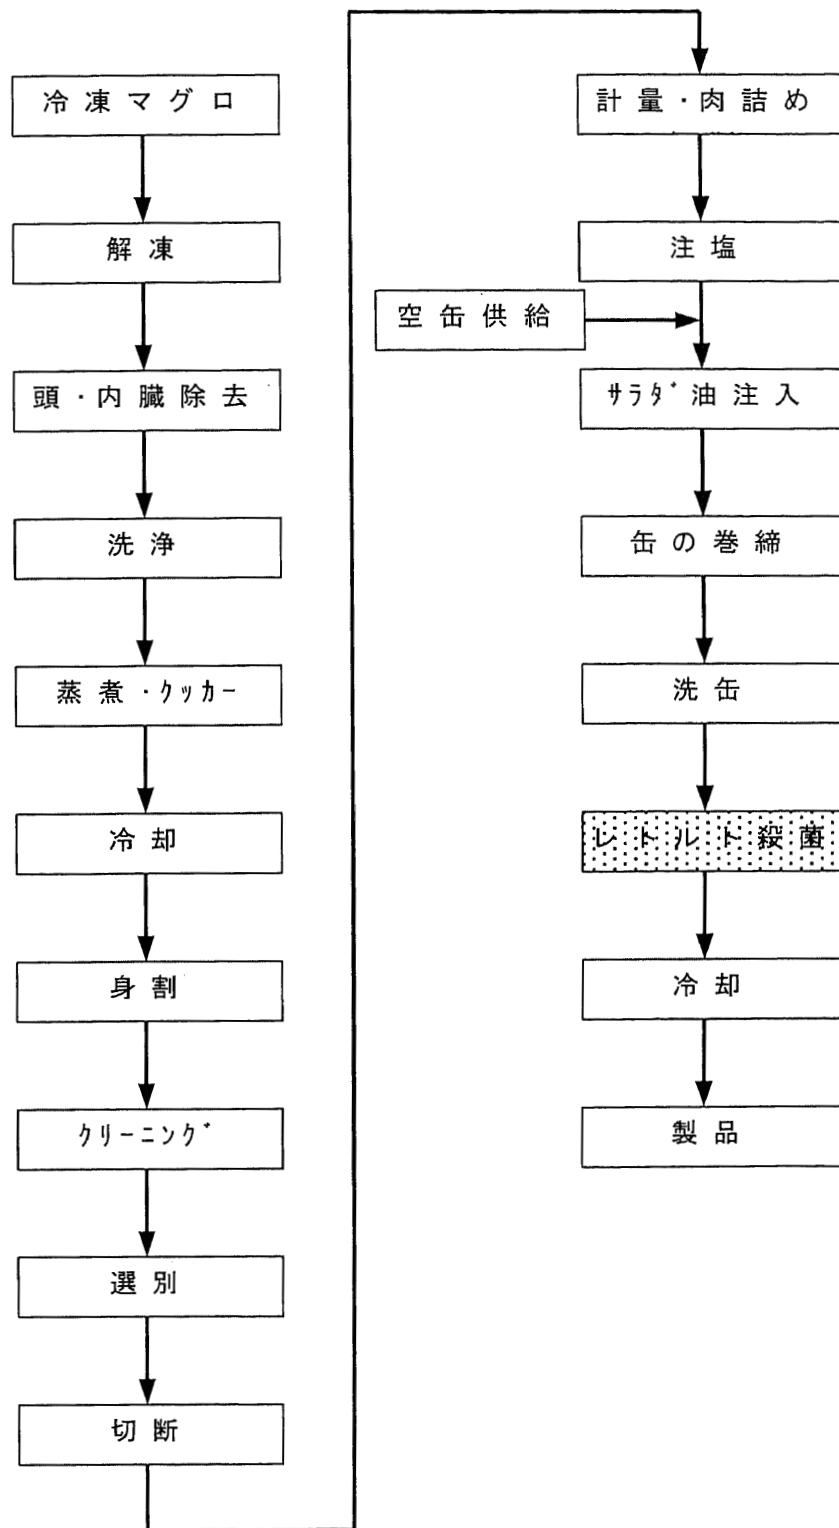 冷凍マグロ
解凍
頭・内臓除去
洗浄
蒸煮・クッカー
冷却
身割
クリーニング
選別
切断
計量・肉詰め
注塩
空缶供給
サラダ油注入
缶の巻締
洗缶
レトルト殺菌
冷却
製品